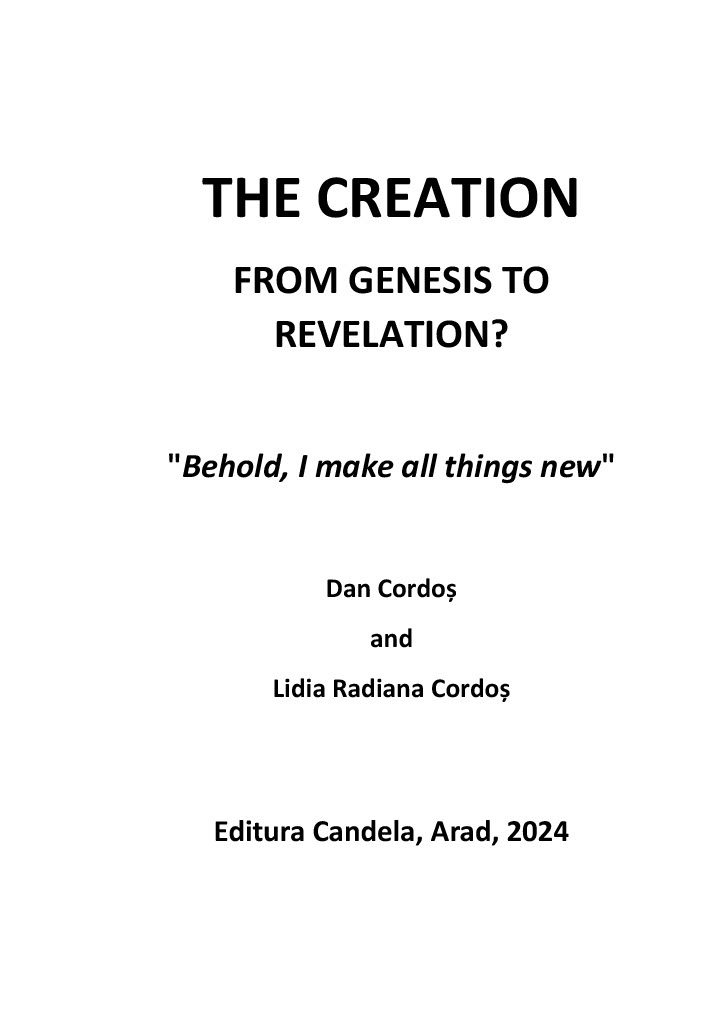 THE CREATION
FROM GENESIS TO
REVELATION?
"Behold, I make all things new"
Dan Cordoș
and
Lidia Radiana Cordoș
Editura Candela, Arad, 2024